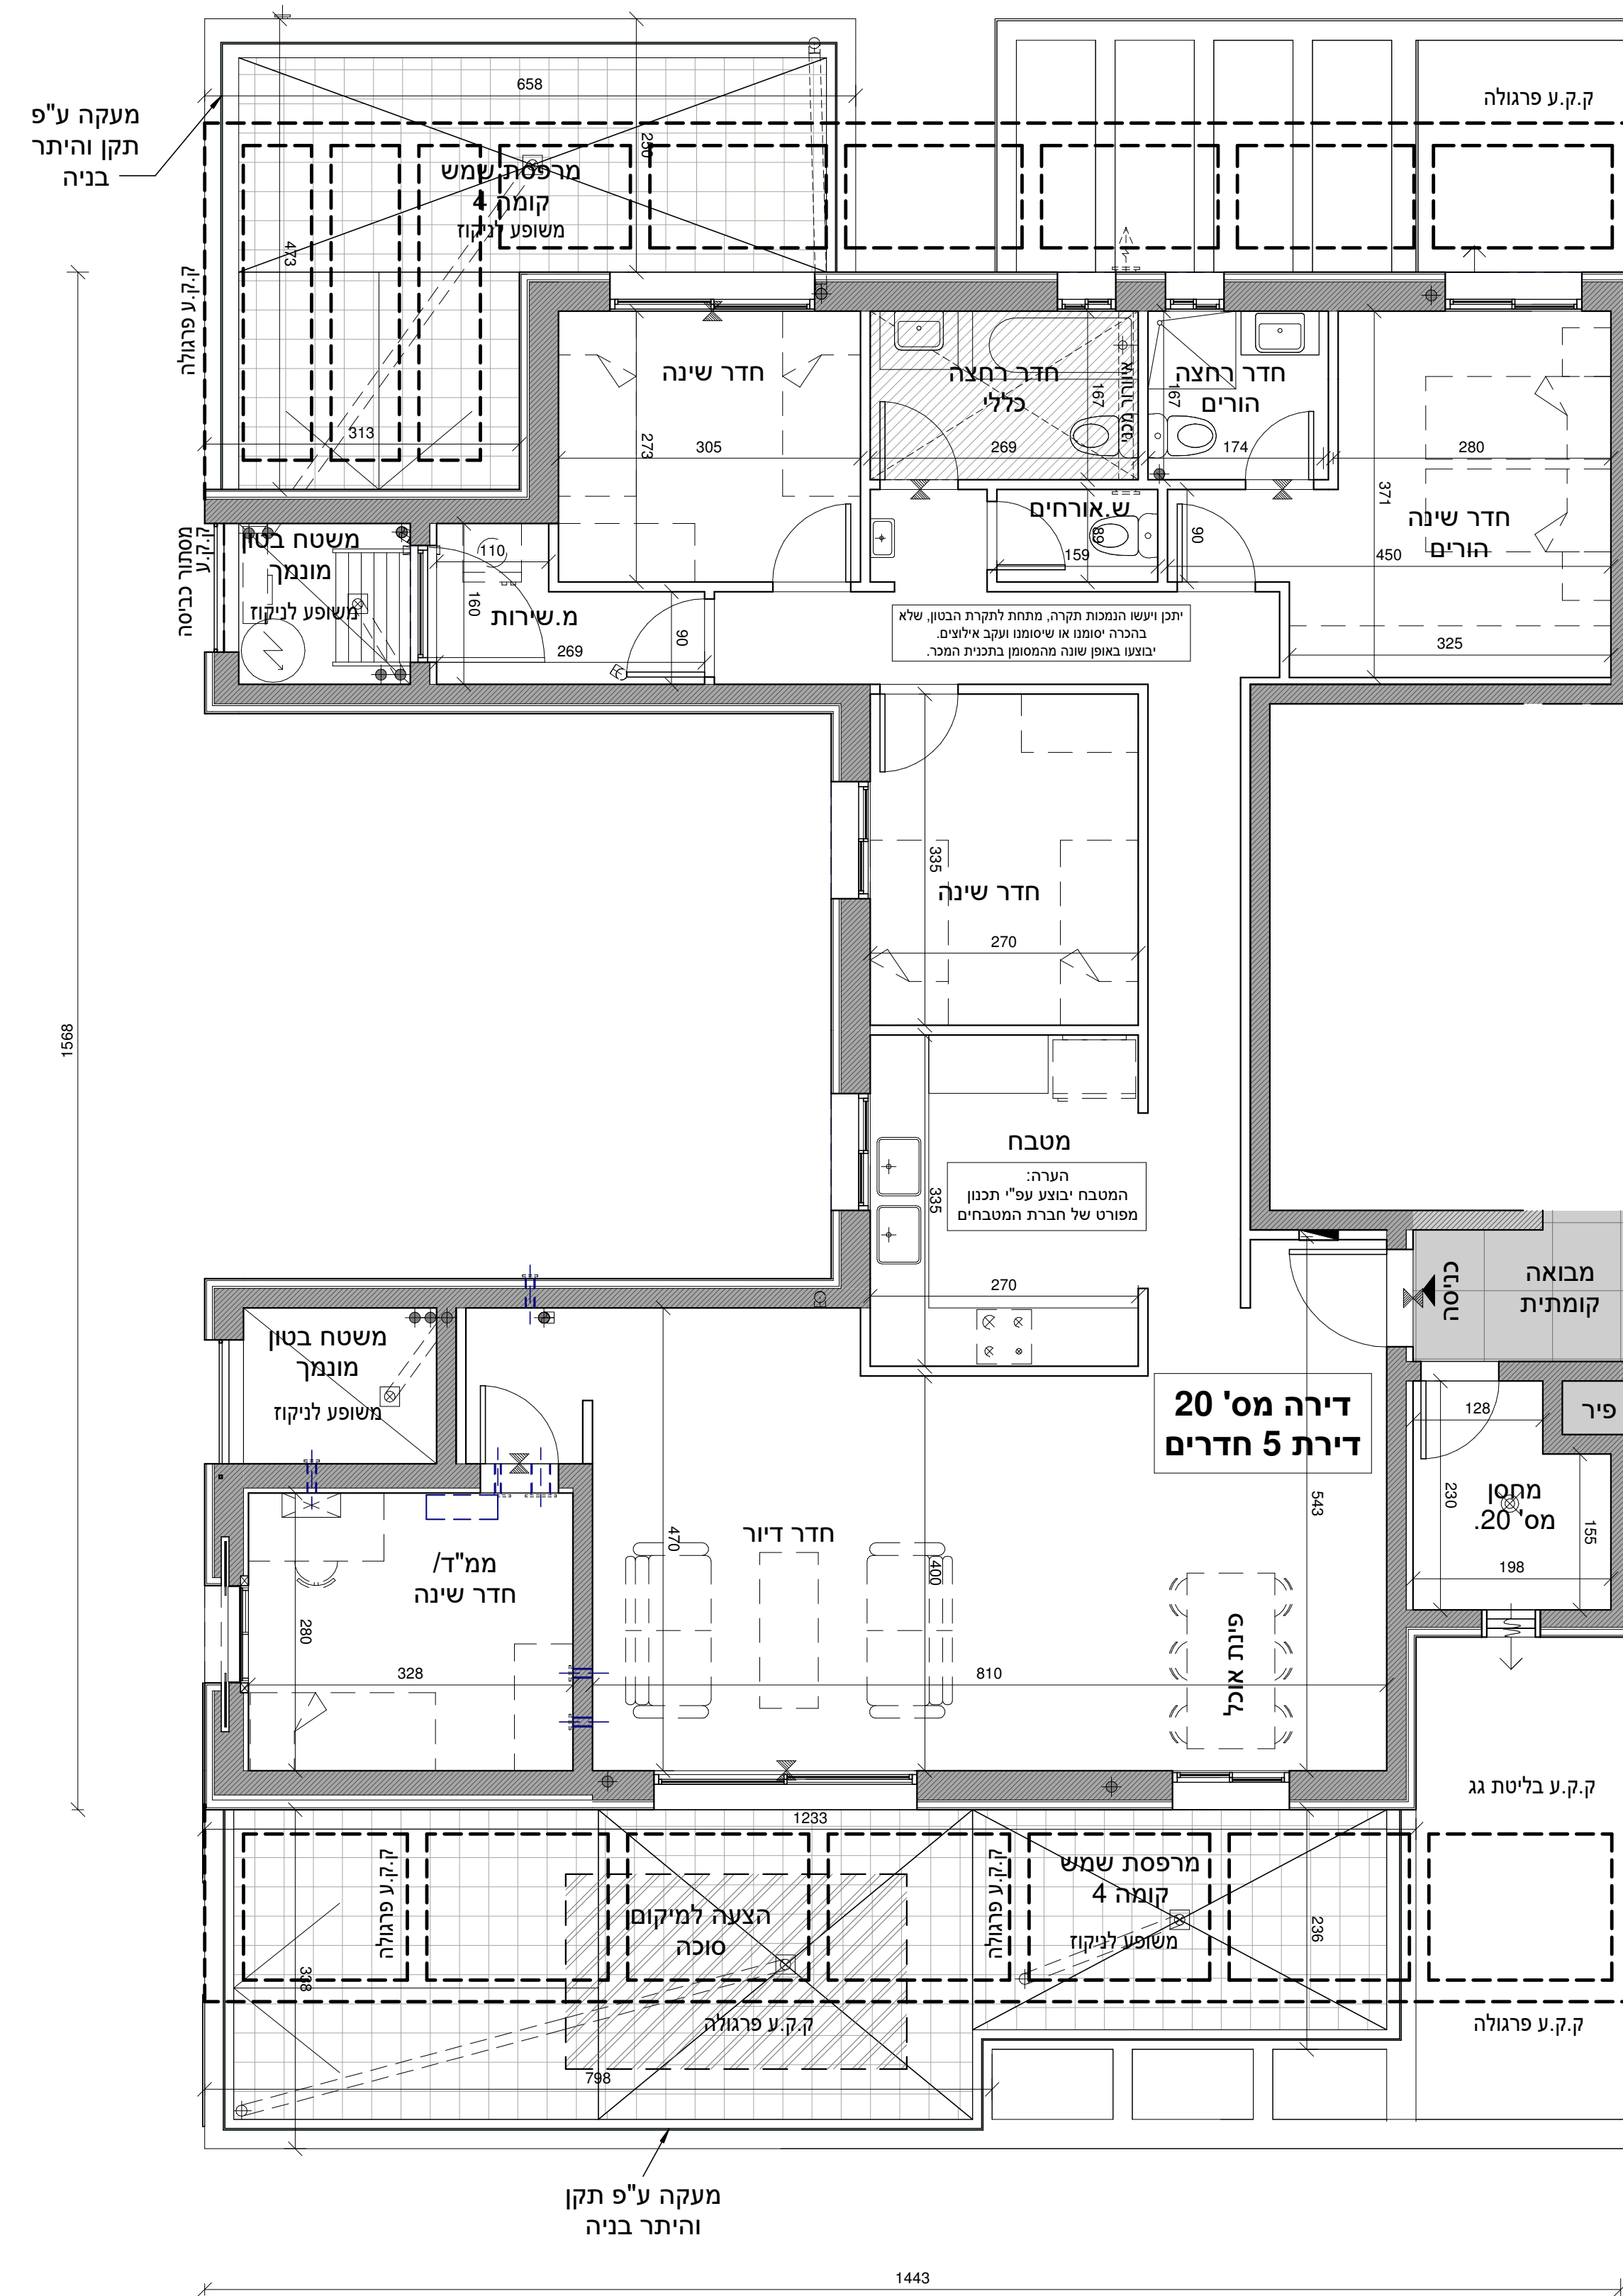 ק.ק.ע פרגולה
658
מעקה ע"פ
תקן והיתר
בניה
250
מרפסת שמש
קומה 4
משופע לניקוז
473
ק.ק.ע פרגולה
313
חדר שינה
273
305
חדר רחצה
כללי
167
269
חדר רחצה
הורים
167
174
280
371
חדר שינה
הורים
450
325
ש.אורחים
89
159
90
מסתור כביסה
ק.ק.ע
משטח בטון
מונמך
משופע לניקוז
110
160
מ.שירות
269
90
יתכן ויעשו הנמכות תקרה, מתחת לתקרת הבטון, שלא
בהכרה יסומנו או שיסומנו ועקב אילוצים.
יבוצעו באופן שונה מהמסומן בתכנית המכר.
335
חדר שינה
270
1568
מטבח
הערה:
המטבח יבוצע עפ"י תכנון
מפורט של חברת המטבחים
335
270
כניסה
מבואה
קומתית
משטח בטון
מונמך
משופע לניקוז
דירה מס' 20
דירת 5 חדרים
128
פיר
230
מחסן
מס' 20.
155
198
543
470
חדר דיור
400
ממ"ד/
חדר שינה
280
328
810
פינת אוכל
ק.ק.ע בליטת גג
1233
ק.ק.ע פרגולה
ק.ק.ע פרגולה
מרפסת שמש
קומה 4
משופע לניקוז
236
הצעה למיקום
סוכה
338
ק.ק.ע פרגולה
ק.ק.ע פרגולה
798
מעקה ע"פ תקן
והיתר בניה
1443